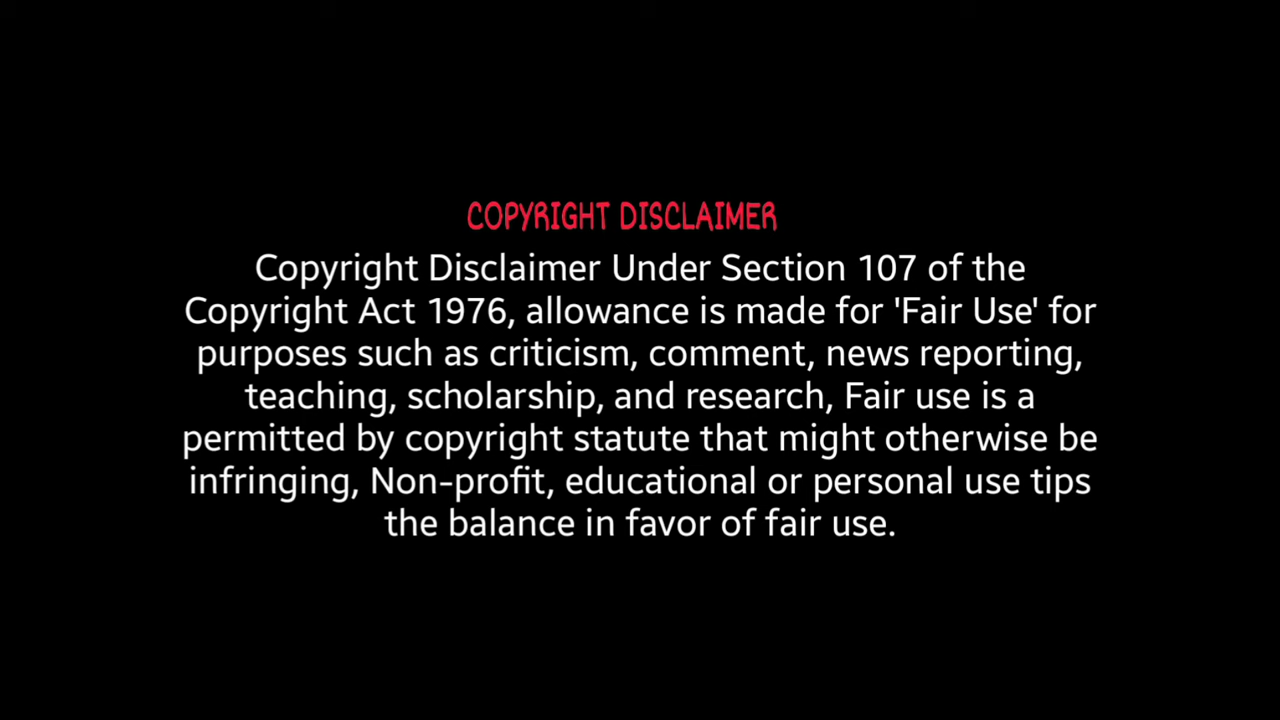 COPYRIGHT DISCLAIMER
Copyright Disclaimer Under Section 107 of the
Copyright Act 1976, allowance is made for 'Fair Use' for
purposes such as criticism, comment, news reporting,
teaching, scholarship, and research, Fair use is a
permitted by copyright statute that might otherwise be
infringing, Non-profit, educational or personal use tips
the balance in favor of fair use.